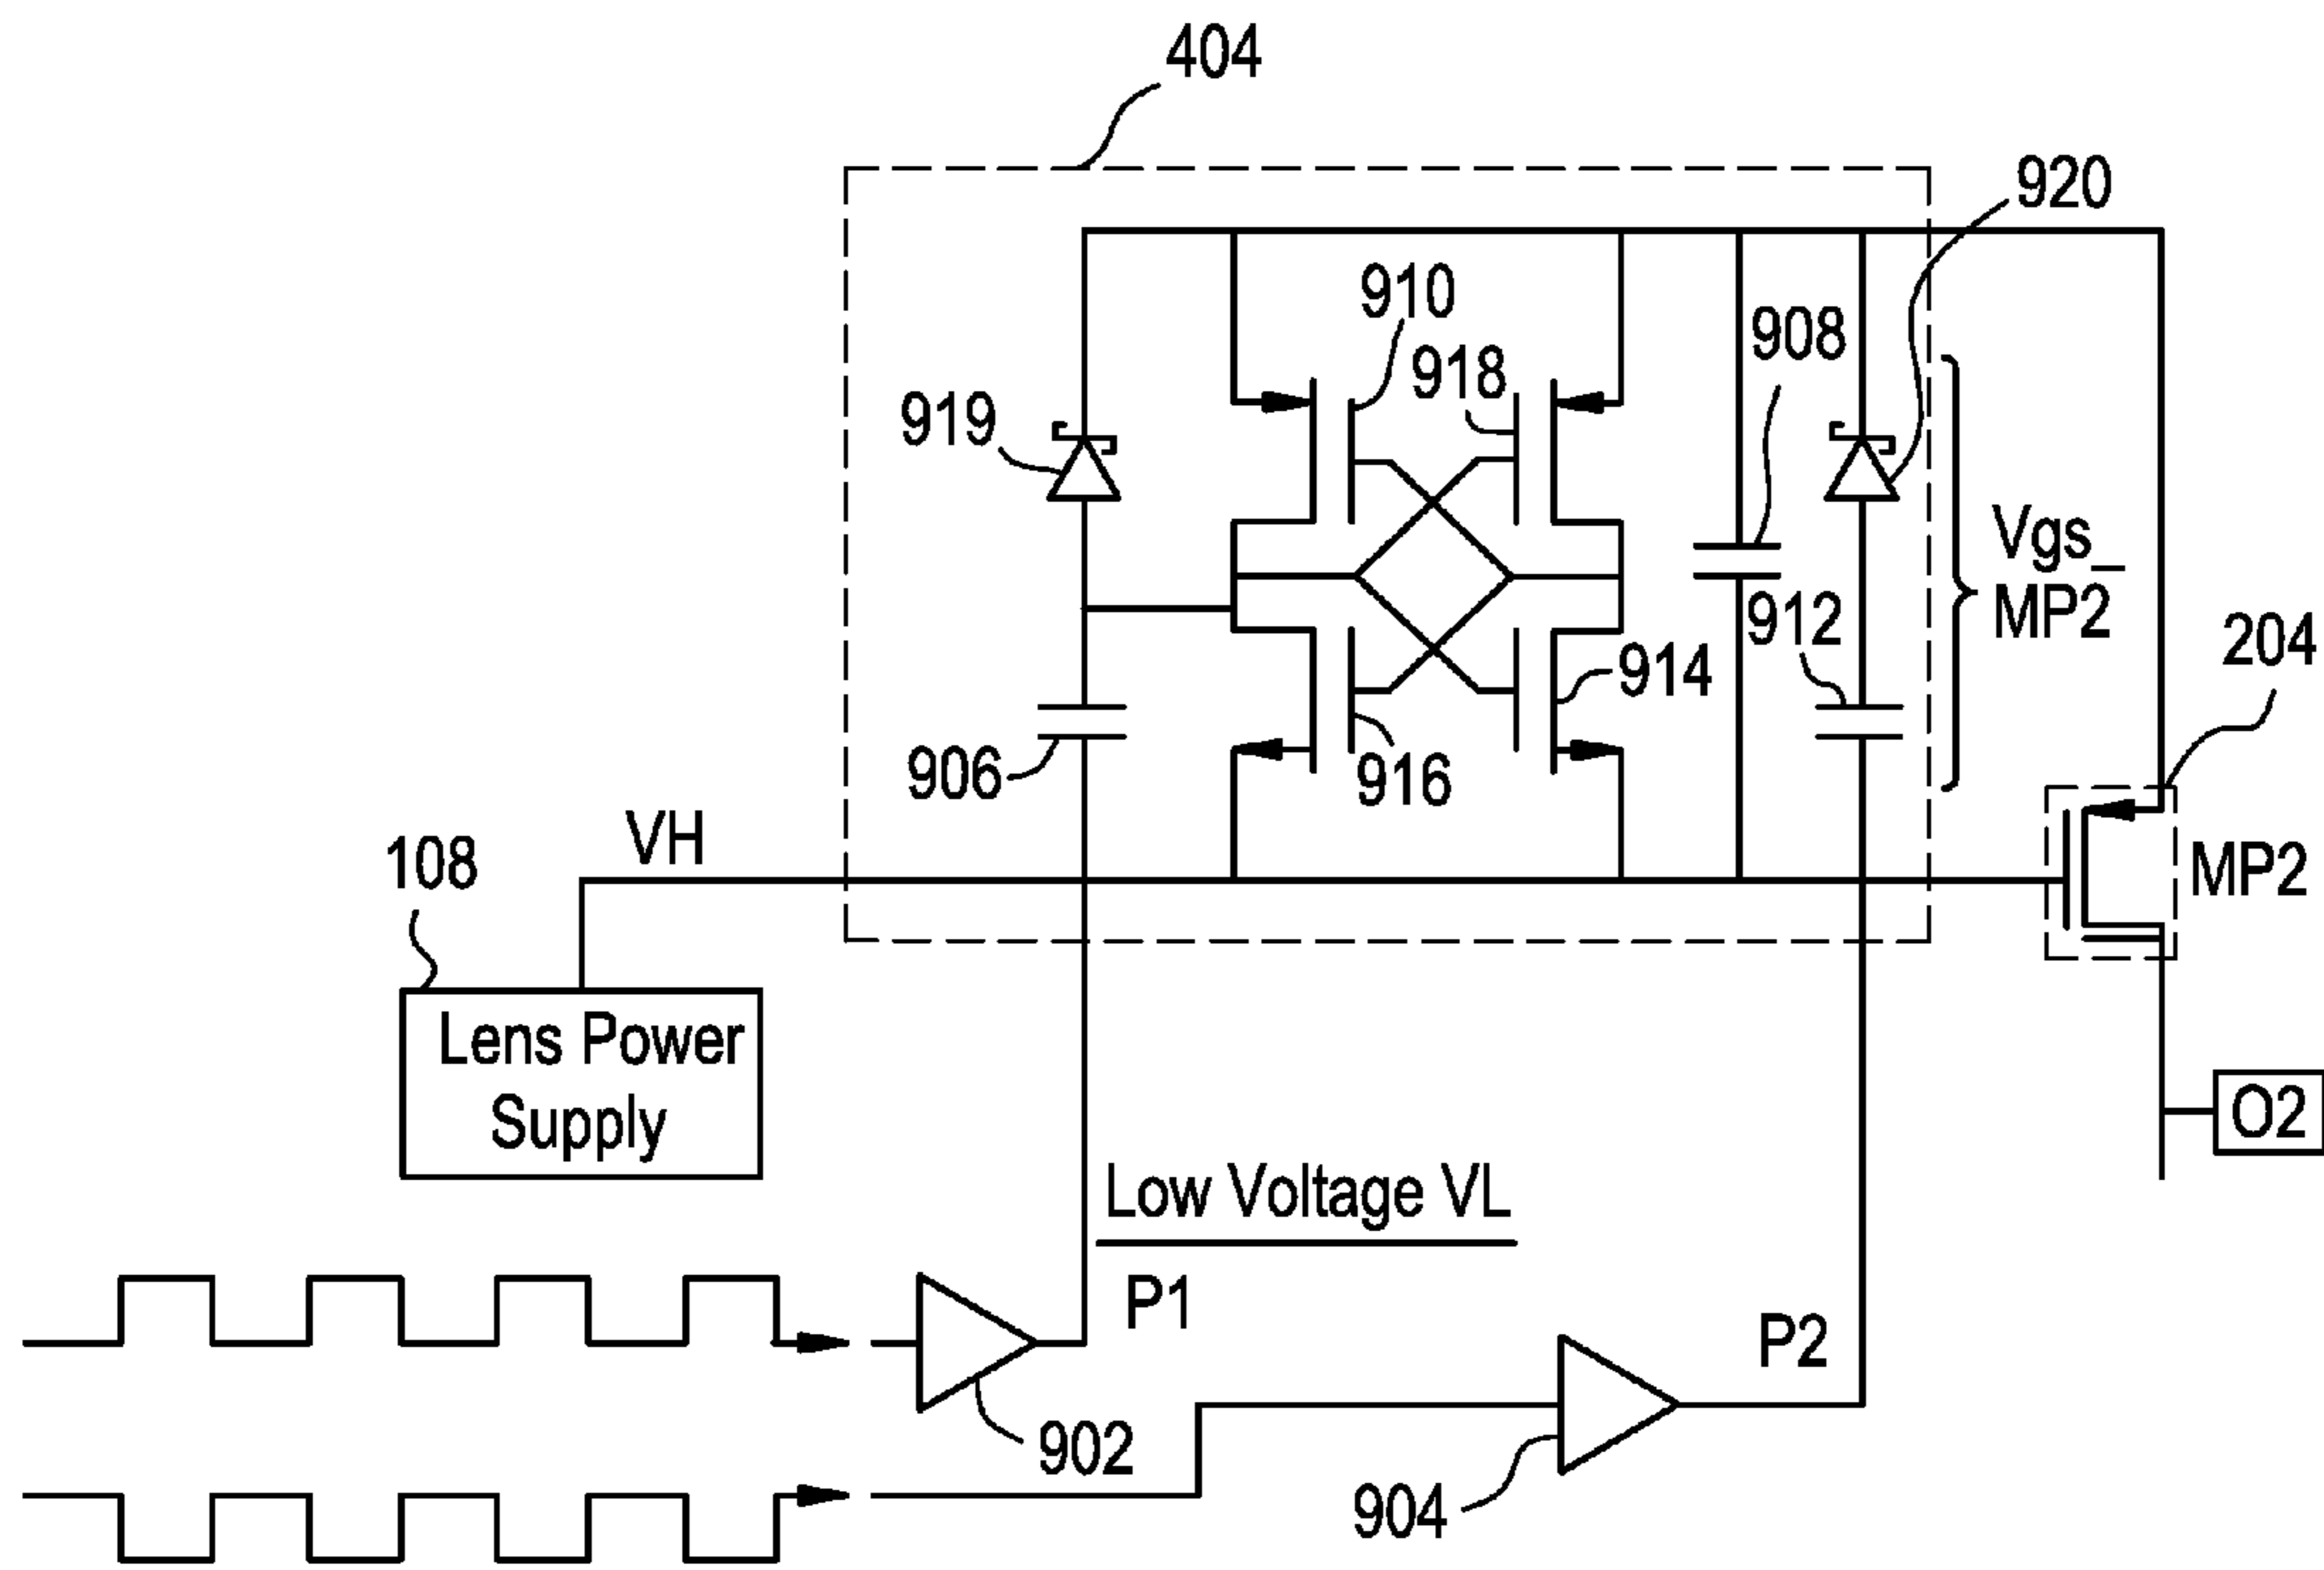 404
920
910
908
918
919
Vgs_
MP2
912
204
914
906
916
VH
108
MP2
Lens Power
Supply
O2
Low Voltage VL
P1
P2
902
904